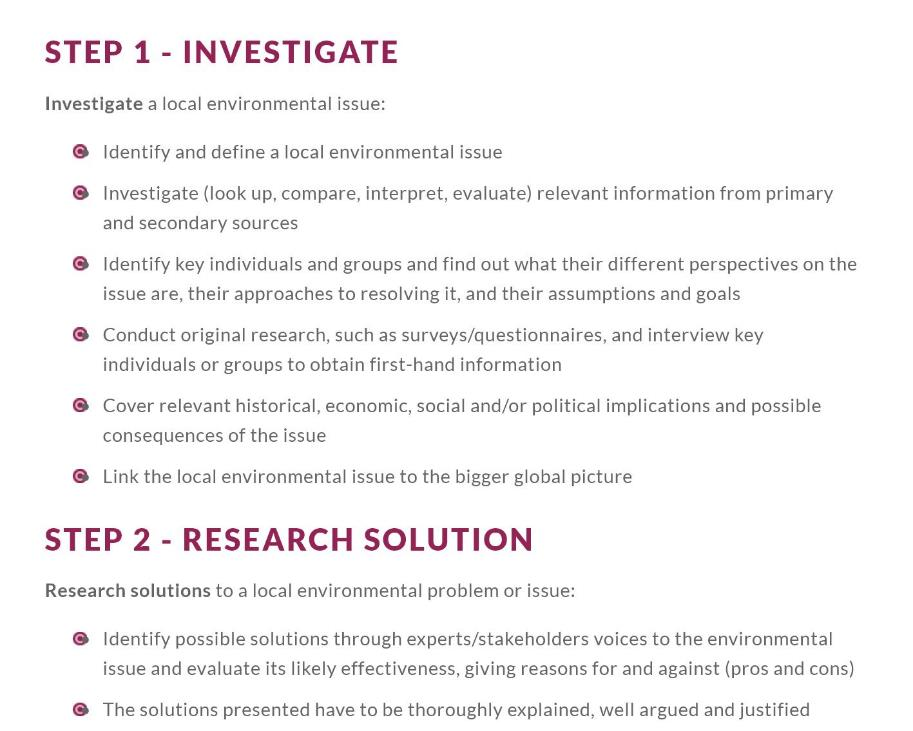 STEP 1 - INVESTIGATE
Investigate a local environmental issue:
Identify and define a local environmental issue
Investigate (look up, compare, interpret, evaluate) relevant information from primary
and secondary sources
Identify key individuals and groups and find out what their different perspectives on the
issue are, their approaches to resolving it, and their assumptions and goals
Conduct original research, such as surveys/questionnaires, and interview key
individuals or groups to obtain first-hand information
Cover relevant historical, economic, social and/or political implications and possible
consequences of the issue
Link the local environmental issue to the bigger global picture
STEP 2 - RESEARCH SOLUTION
Research solutions to a local environmental problem or issue:
Identify possible solutions through experts/stakeholders voices to the environmental
issue and evaluate its likely effectiveness, giving reasons for and against (pros and cons)
The solutions presented have to be thoroughly explained, well argued and justified